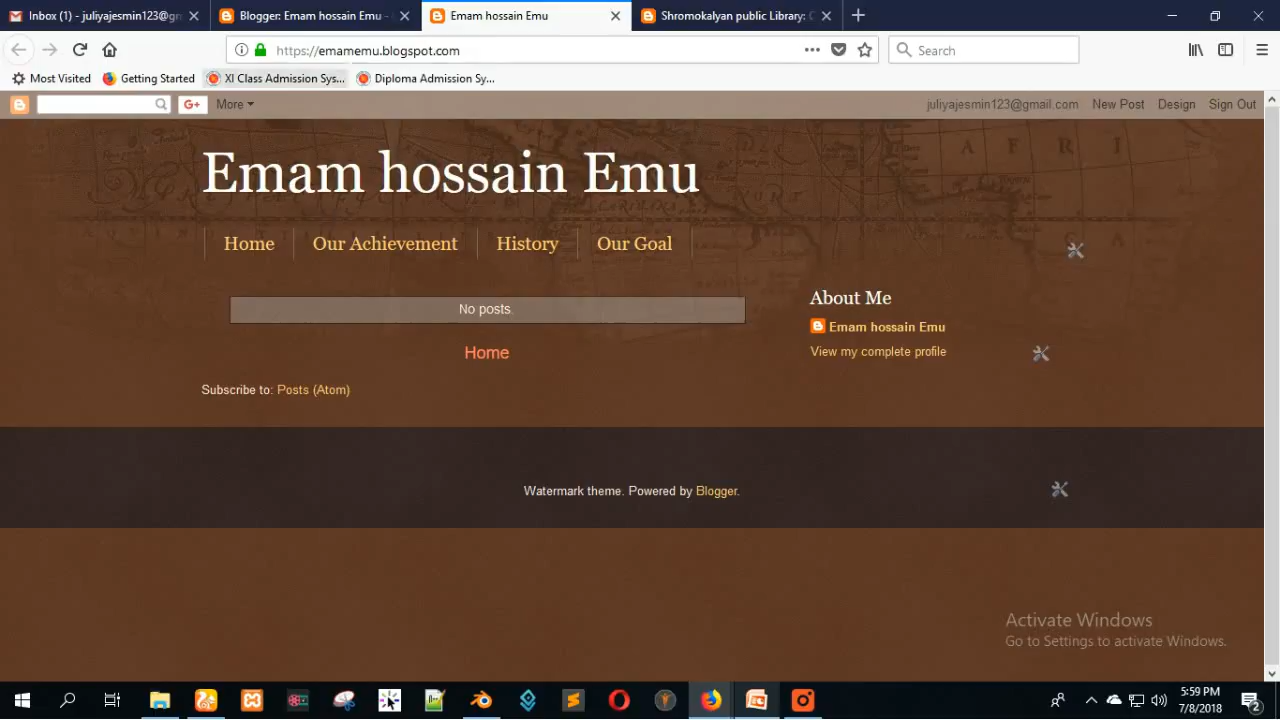 Inbox (1) - juliyajesmin123@g
Blogger: Emam hossain Emu -
Emam hossain Emu
Shromokalyan public Library:
https://emamemu.blogspot.com
Search
Most Visited
Getting Started
XI Class Admission Sys...
Diploma Admission Sy...
G+
More
juliyajesmin123@gmail.com
New Post
Design
Sign Out
AFRI
Emam hossain Emu
Home
Our Achievement
History
Our Goal
No posts.
Home
Subscribe to: Posts (Atom)
About Me
Emam hossain Emu
View my complete profile
Watermark theme. Powered by Blogger.
Activate Windows
Go to Settings to activate Windows.
5:59 PM
7/8/2018
2